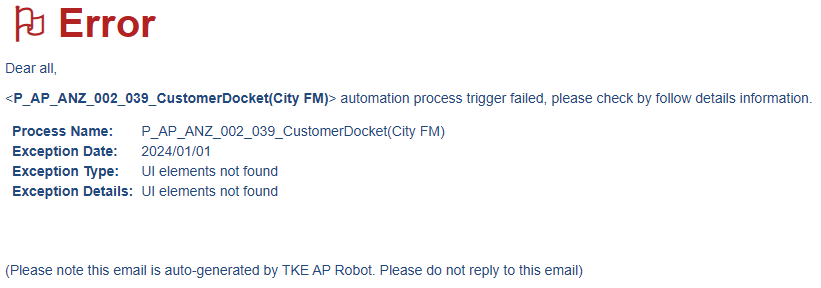 Error
Dear all,
<P_AP_ANZ_002_039_CustomerDocket(City FM)> automation process trigger failed, please check by follow details information.
Process Name: P_AP_ANZ_002_039_CustomerDocket(City FM)
Exception Date: 2024/01/01
Exception Type: UI elements not found
Exception Details: UI elements not found
(Please note this email is auto-generated by TKE AP Robot. Please do not reply to this email)